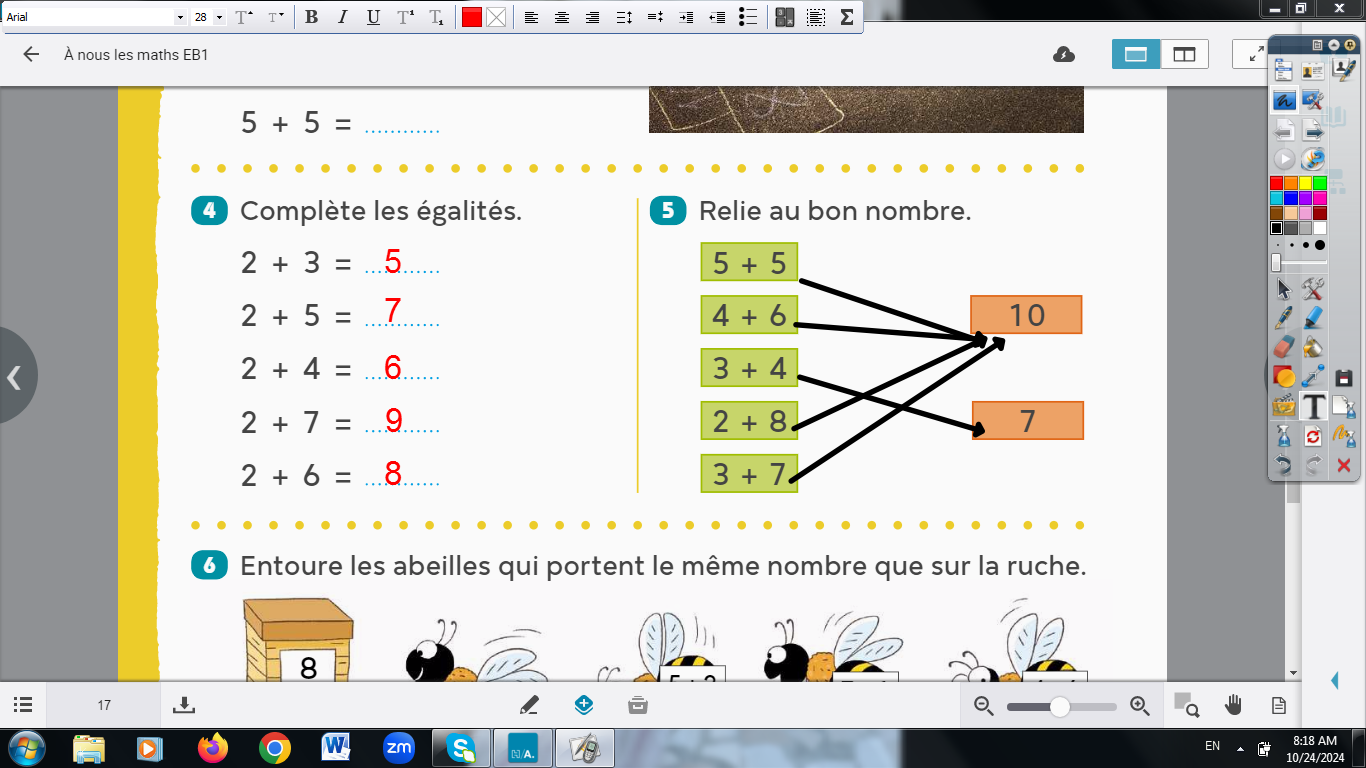 Arial 28 B I U T T Σ
À nous les maths EB1
5 + 5 = ............
4 Complète les égalités.
2 + 3 = 5
2 + 5 = 7
2 + 4 = 6
2 + 7 = 9
2 + 6 = 8
5 Relie au bon nombre.
5 + 5
4 + 6
3 + 4
2 + 8
3 + 7
10
7
6 Entoure les abeilles qui portent le même nombre que sur la ruche.
8
17
EN
8:18 AM
10/24/2024